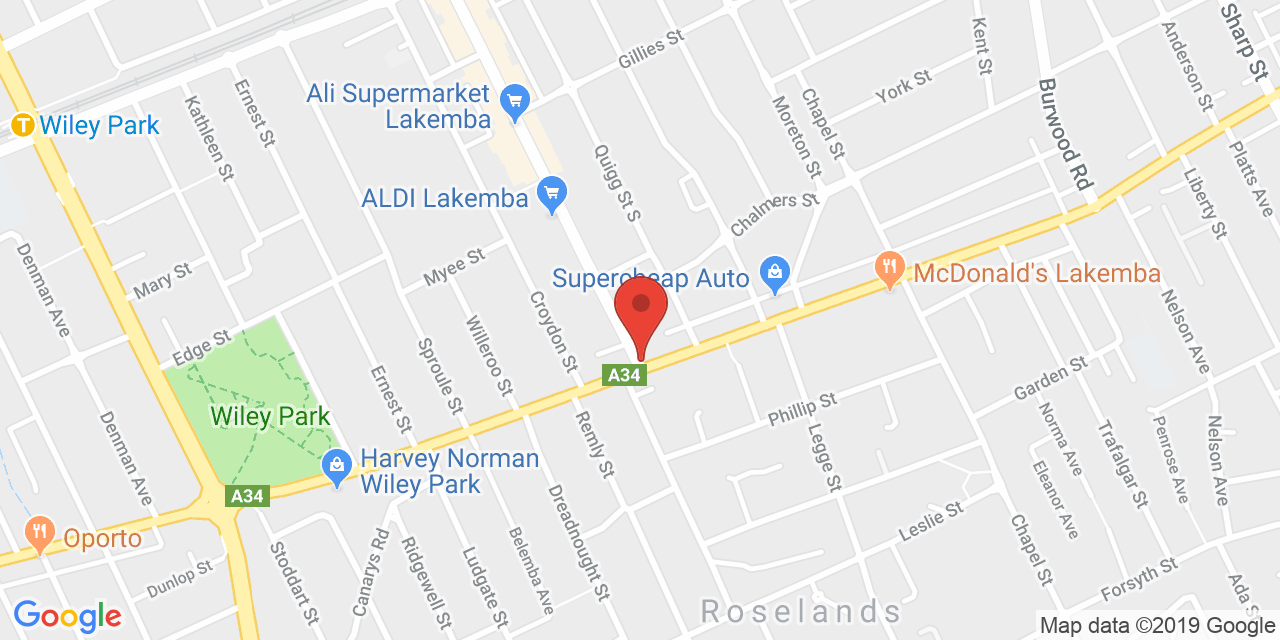 Gillies St
Kent St
Sharp St
Anderson St
Ali Supermarket
Lakemba
York St
Chapel St
Moreton St
Burwood Rd
Ernest St
Kathleen St
T
Wiley Park
Quigg St S
Platts Ave
Liberty St
ALDI Lakemba
Chalmers St
Myee St
Mary St
Denman Ave
Supercheap Auto
McDonald's Lakemba
Croydon St
Willeroo St
Sproule St
Nelson Ave
Edge St
A34
Garden St
Ernest St
Wiley Park
Phillip St
Denman Ave
Remly St
Legge St
Norma Ave
Trafalgar St
Penrose Ave
Nelson Ave
Harvey Norman
Wiley Park
A34
Eleanor Ave
Oporto
Dreadnought St
Leslie St
Chapel St
Canarys Rd
Ridgewell St
Ludgate St
Belemba Ave
Stoddart St
Dunlop St
Forsyth St
Ada S
Roselands
Google
Map data ©2019 Google